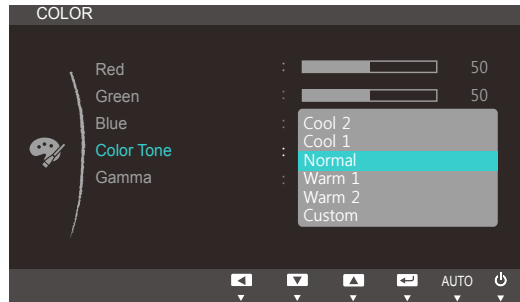 COLOR
Red : 50
Green : 50
Blue :
Color Tone :
Gamma :
Cool 2
Cool 1
Normal
Warm 1
Warm 2
Custom
AUTO